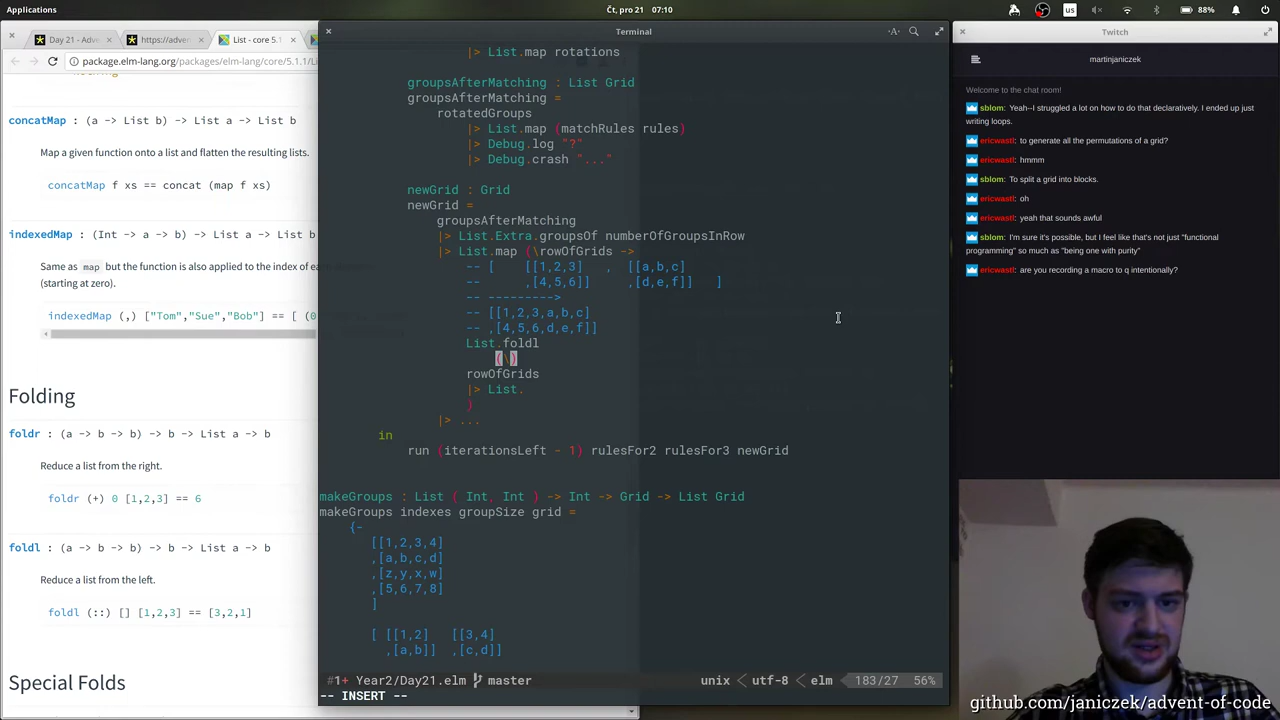 Applications
Čt, pro 21 07:10
us
88%
Day 21 - Adv
https://adven
List - core 5.1
package.elm-lang.org/packages/elm-lang/core/5.1.1/Li
concatMap : (a -> List b) -> List a -> List b
Map a given function onto a list and flatten the resulting lists.
concatMap f xs == concat (map f xs)
indexedMap : (Int -> a -> b) -> List a -> List b
Same as map but the function is also applied to the index of e
(starting at zero).
indexedMap (,) ["Tom","Sue","Bob"] == [ (0
Folding
foldr : (a -> b -> b) -> b -> List a -> b
Reduce a list from the right.
foldr (+) 0 [1,2,3] == 6
foldl : (a -> b -> b) -> b -> List a -> b
Reduce a list from the left.
foldl (::) [] [1,2,3] == [3,2,1]
Special Folds
Terminal
|> List.map rotations
groupsAfterMatching : List Grid
groupsAfterMatching =
rotatedGroups
|> List.map (matchRules rules)
|> Debug.log "?"
|> Debug.crash "..."
newGrid : Grid
newGrid =
groupsAfterMatching
|> List.Extra.groupsOf numberOfGroupsInRow
|> List.map (\rowOfGrids ->
-- [    [[1,2,3]   ,  [[a,b,c]
--      ,[4,5,6]]     ,[d,e,f]]   ]
-- --------->
-- [[1,2,3,a,b,c]
-- ,[4,5,6,d,e,f]]
List.foldl
(\)
rowOfGrids
|> List.
)
|> ...
in
run (iterationsLeft - 1) rulesFor2 rulesFor3 newGrid
makeGroups : List ( Int, Int ) -> Int -> Grid -> List Grid
makeGroups indexes groupSize grid =
{-
[[1,2,3,4]
,[a,b,c,d]
,[z,y,x,w]
,[5,6,7,8]
]
[ [[1,2]   [[3,4]
,[a,b]]  ,[c,d]]
#1+ Year2/Day21.elm master
unix < utf-8 < elm 183/27 56%
-- INSERT --
Twitch
martinjaniczek
Welcome to the chat room!
sblom: Yeah--I struggled a lot on how to do that declaratively. I ended up just
writing loops.
ericwastl: to generate all the permutations of a grid?
ericwastl: hmmm
sblom: To split a grid into blocks.
ericwastl: oh
ericwastl: yeah that sounds awful
sblom: I'm sure it's possible, but I feel like that's not just "functional
programming" so much as "being one with purity"
ericwastl: are you recording a macro to q intentionally?
github.com/janiczek/advent-of-code